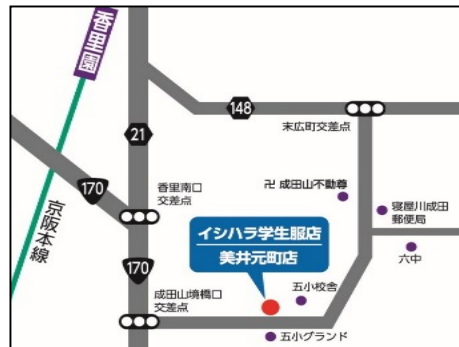 香里園
京阪本線
21
148
170
170
末広町交差点
香里南口
交差点
卍 成田山不動尊
寝屋川成田
郵便局
六中
イシハラ学生服店
美井元町店
成田山境橋口
交差点
五小校舎
五小グランド